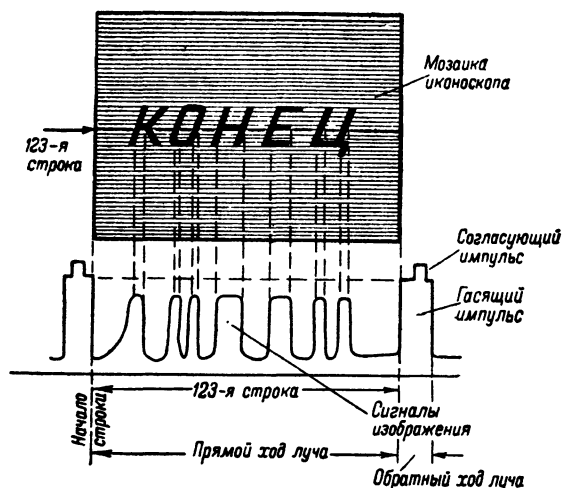 Мозаика
иконоскопа
КОНЕЦ
123-я
строка
Согласующий
импульс
Гасящий
импульс
123-я строка
Начало
строки
Сигналы
изображения
Прямой ход луча
Обратный ход луча